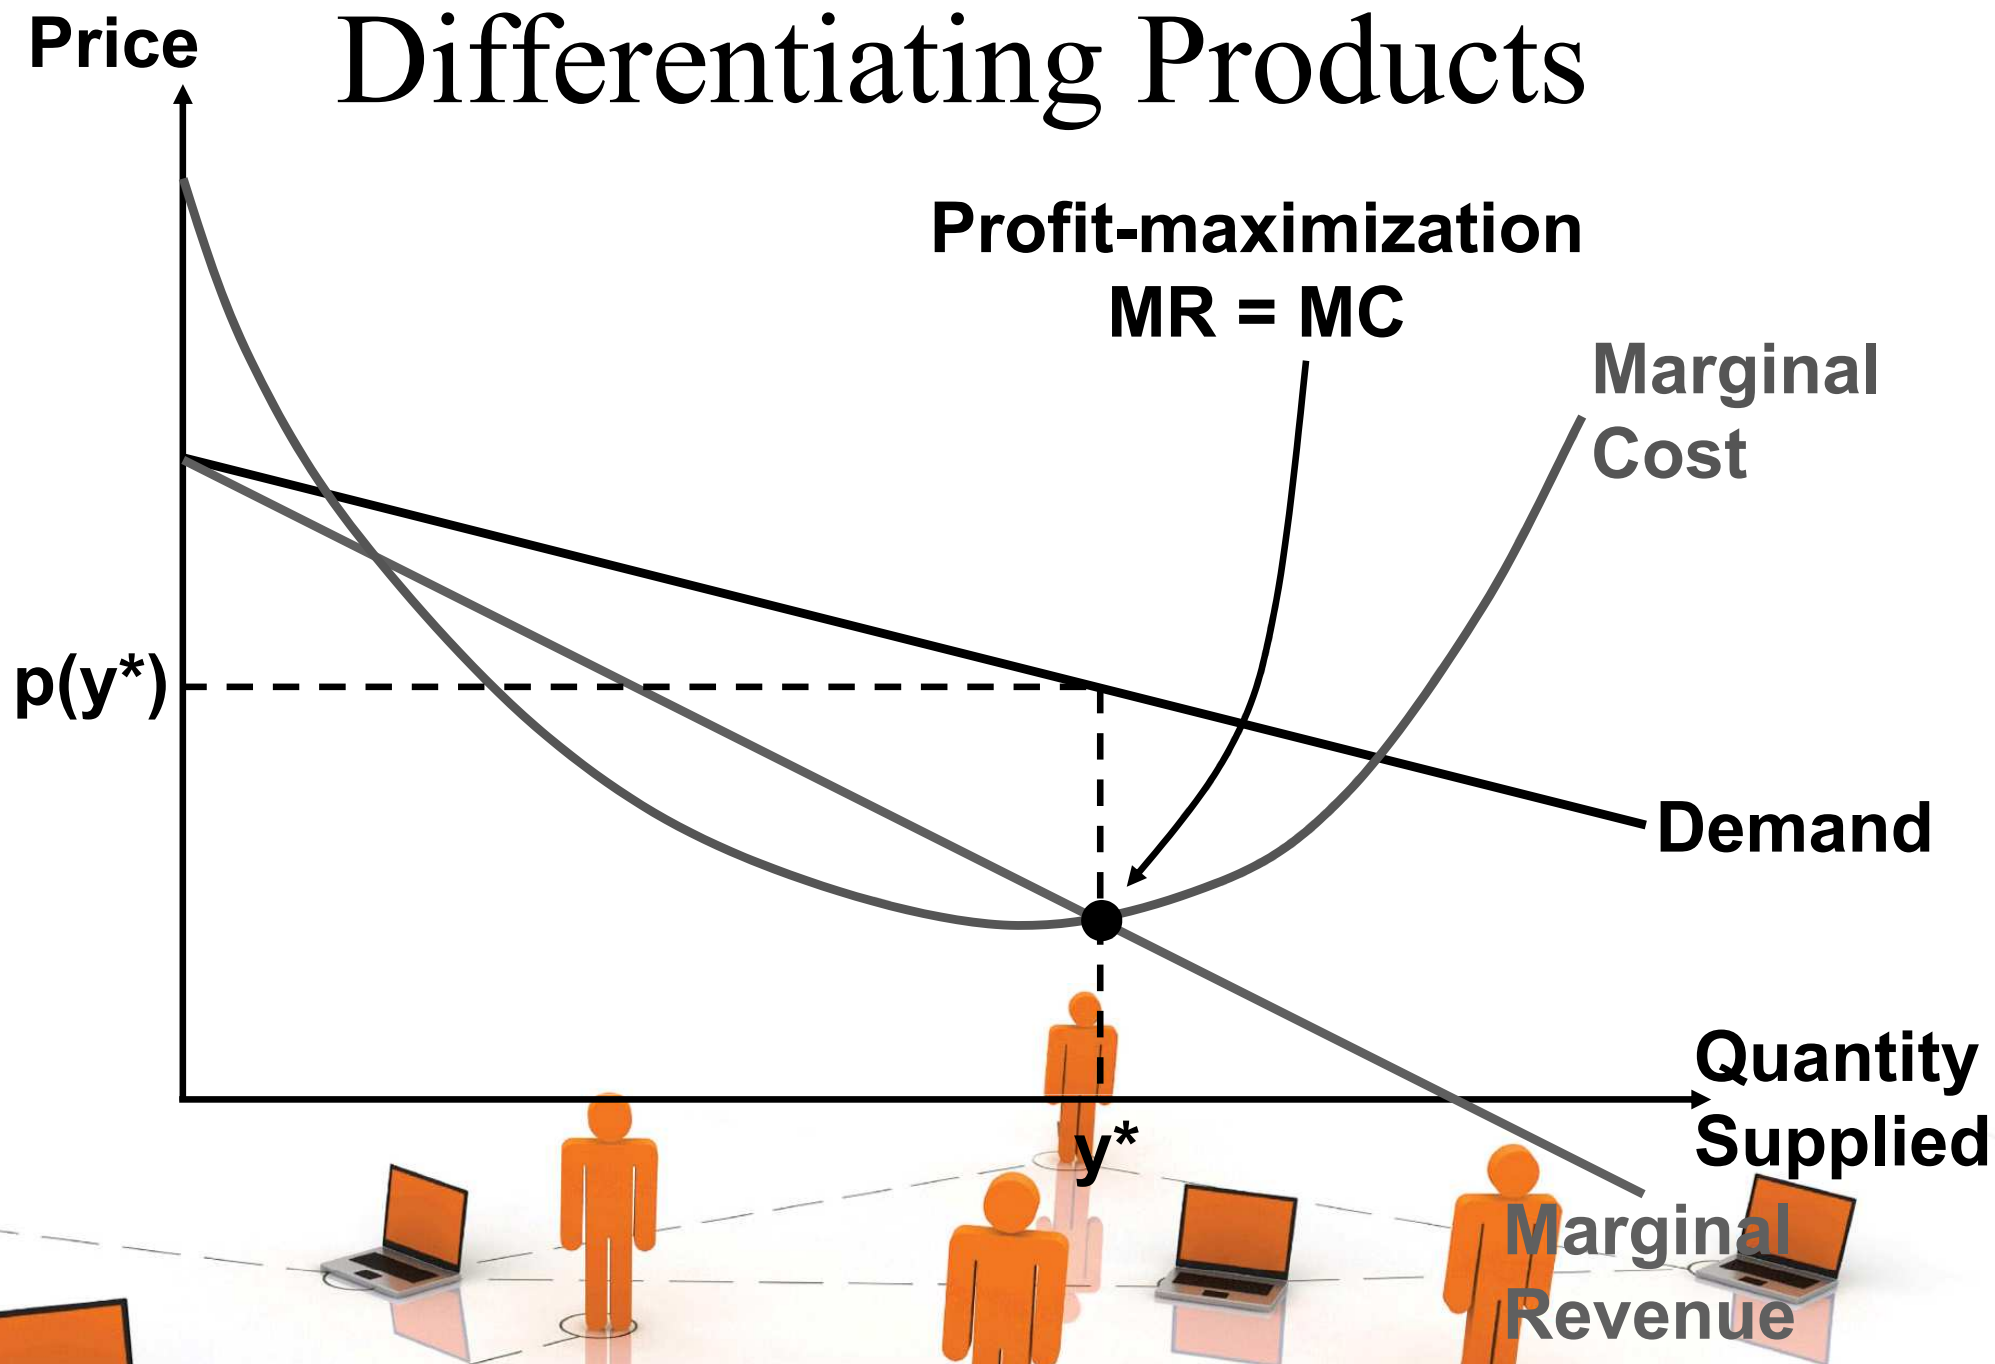 Differentiating Products
Price
Profit-maximization
MR = MC
Marginal
Cost
p(y*)
Demand
Quantity
Supplied
y*
Marginal
Revenue